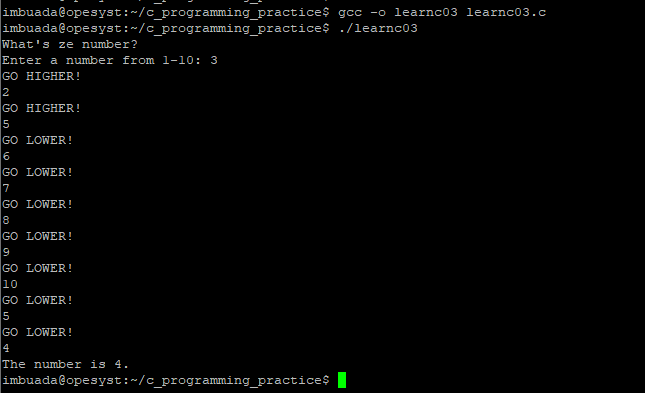 imbuada@opesyst:~/c_programming_practice$ gcc -o learnc03 learnc03.c
imbuada@opesyst:~/c_programming_practice$ ./learnc03
What's ze number?
Enter a number from 1-10: 3
GO HIGHER!
2
GO HIGHER!
5
GO LOWER!
6
GO LOWER!
7
GO LOWER!
8
GO LOWER!
9
GO LOWER!
10
GO LOWER!
5
GO LOWER!
4
The number is 4.
imbuada@opesyst:~/c_programming_practice$